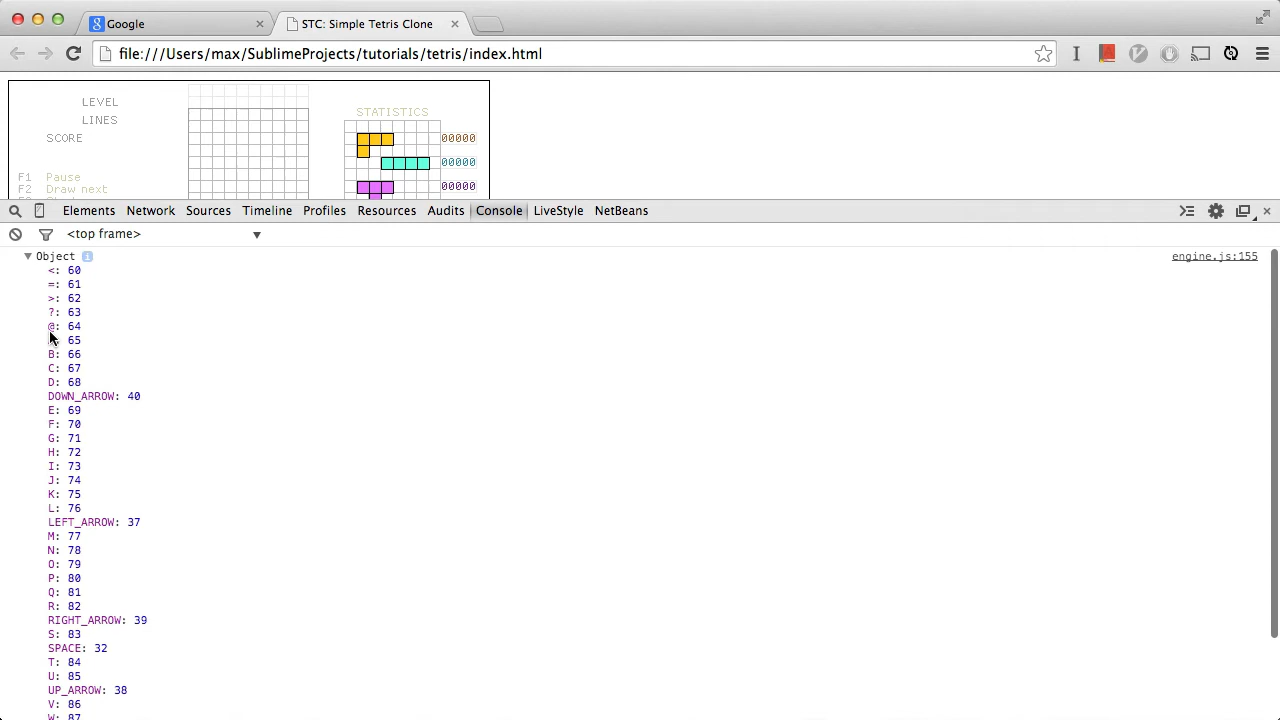 Google
STC: Simple Tetris Clone
file:///Users/max/SublimeProjects/tutorials/tetris/index.html
LEVEL
LINES
SCORE
F1 Pause
F2 Draw next
STATISTICS
00000
00000
00000
Elements Network Sources Timeline Profiles Resources Audits Console LiveStyle NetBeans
<top frame>
Object engine.js:155
<: 60
=: 61
>: 62
?: 63
@: 64
65
B: 66
C: 67
D: 68
DOWN_ARROW: 40
E: 69
F: 70
G: 71
H: 72
I: 73
J: 74
K: 75
L: 76
LEFT_ARROW: 37
M: 77
N: 78
O: 79
P: 80
Q: 81
R: 82
RIGHT_ARROW: 39
S: 83
SPACE: 32
T: 84
U: 85
UP_ARROW: 38
V: 86
W: 87